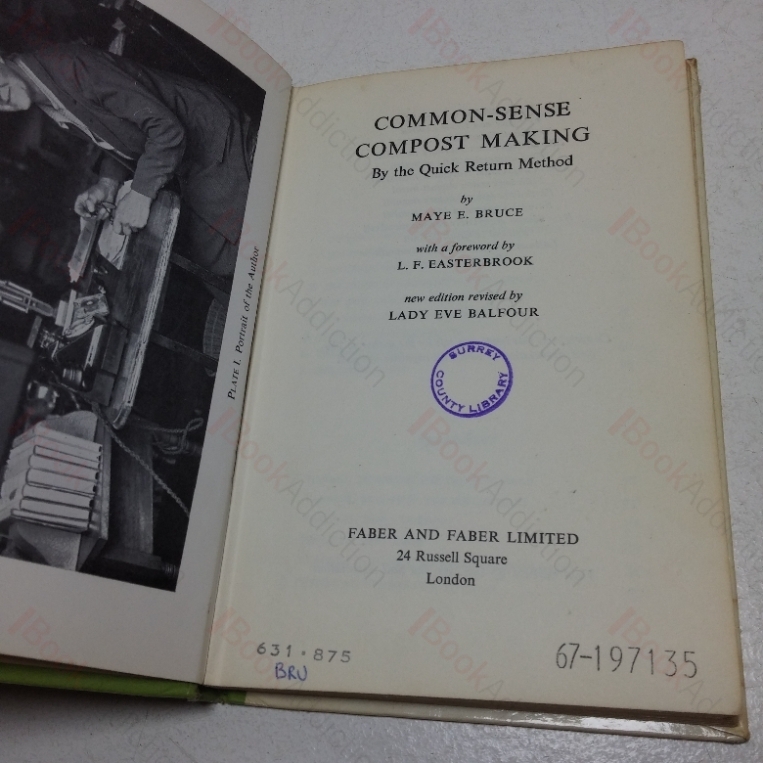 PLATE I. Portrait of the Author
COMMON-SENSE
COMPOST MAKING
By the Quick Return Method
by
MAYE E. BRUCE
with a foreword by
L. F. EASTERBROOK
new edition revised by
LADY EVE BALFOUR
SURREY
COUNTY LIBRARY
FABER AND FABER LIMITED
24 Russell Square
London
631·875
BRU
67-197135
BookAddiction